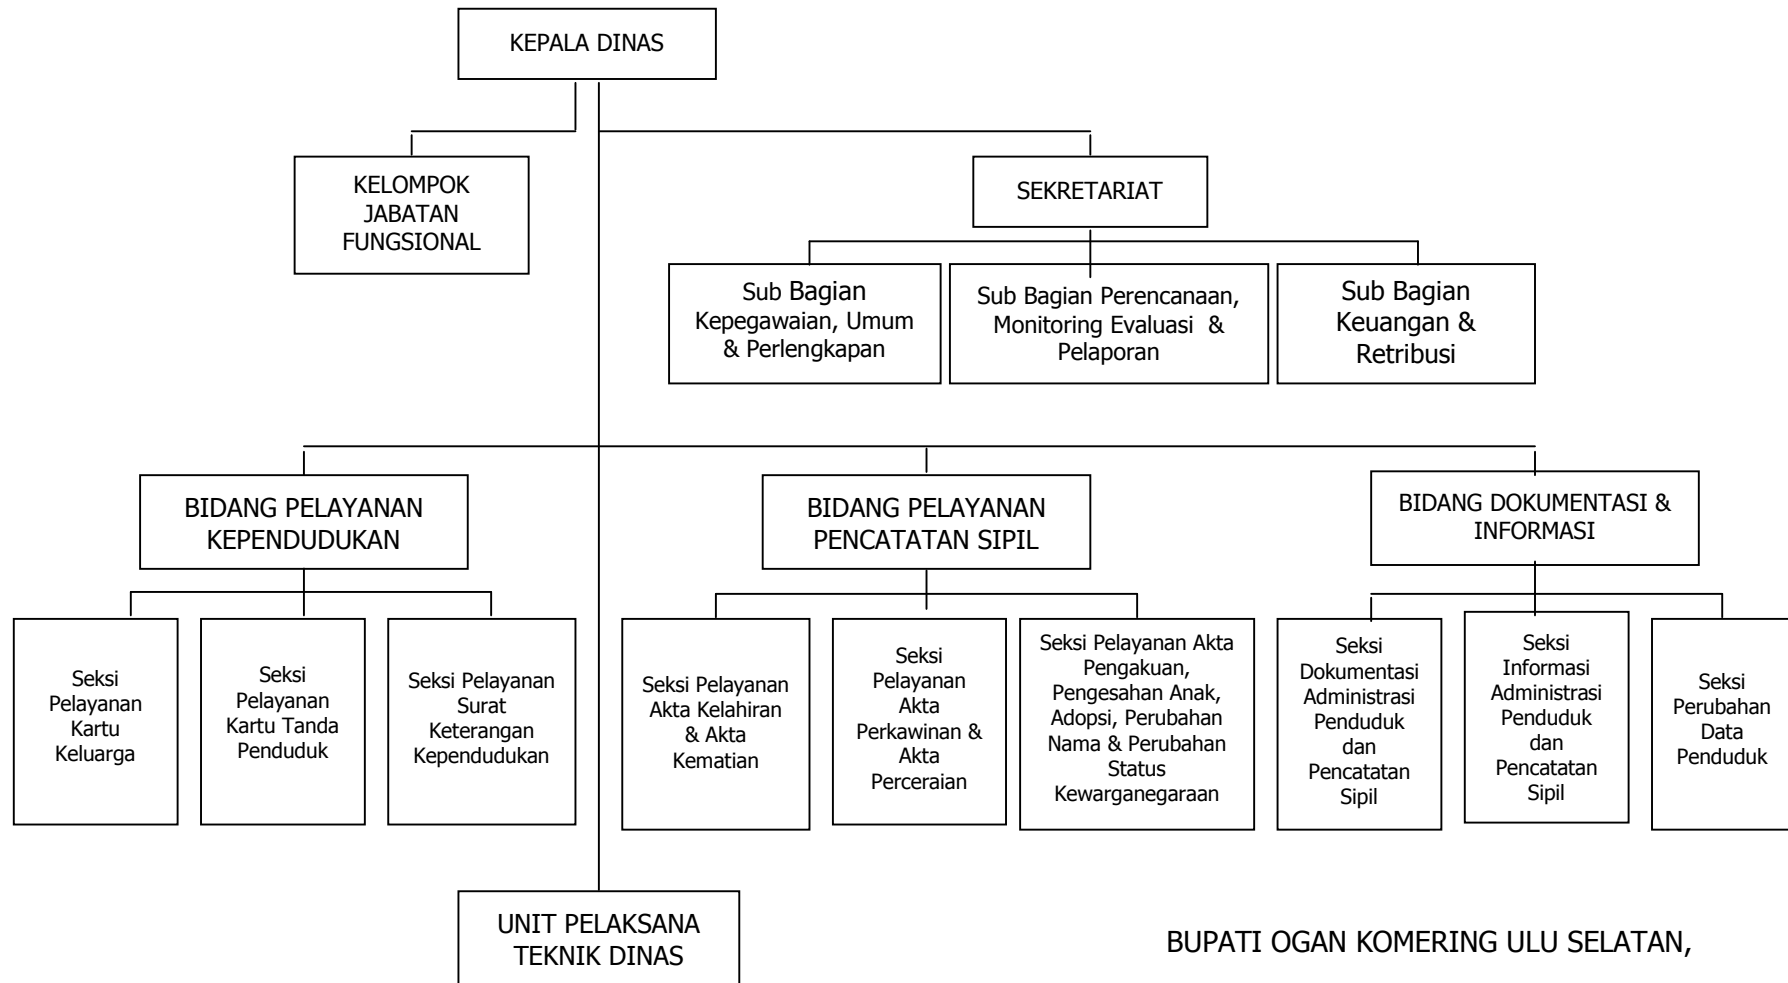 KEPALA DINAS
KELOMPOK
JABATAN
FUNGSIONAL
SEKRETARIAT
Sub Bagian
Kepegawaian, Umum
& Perlengkapan
Sub Bagian Perencanaan,
Monitoring Evaluasi  &
Pelaporan
Sub Bagian
Keuangan &
Retribusi
BIDANG PELAYANAN
KEPENDUDUKAN
BIDANG PELAYANAN
PENCATATAN SIPIL
BIDANG DOKUMENTASI &
INFORMASI
Seksi
Pelayanan
Kartu
Keluarga
Seksi
Pelayanan
Kartu Tanda
Penduduk
Seksi Pelayanan
Surat
Keterangan
Kependudukan
Seksi Pelayanan
Akta Kelahiran
& Akta
Kematian
Seksi
Pelayanan
Akta
Perkawinan &
Akta
Perceraian
Seksi Pelayanan Akta
Pengakuan,
Pengesahan Anak,
Adopsi, Perubahan
Nama & Perubahan
Status
Kewarganegaraan
Seksi
Dokumentasi
Administrasi
Penduduk
dan
Pencatatan
Sipil
Seksi
Informasi
Administrasi
Penduduk
dan
Pencatatan
Sipil
Seksi
Perubahan
Data
Penduduk
UNIT PELAKSANA
TEKNIK DINAS
BUPATI OGAN KOMERING ULU SELATAN,